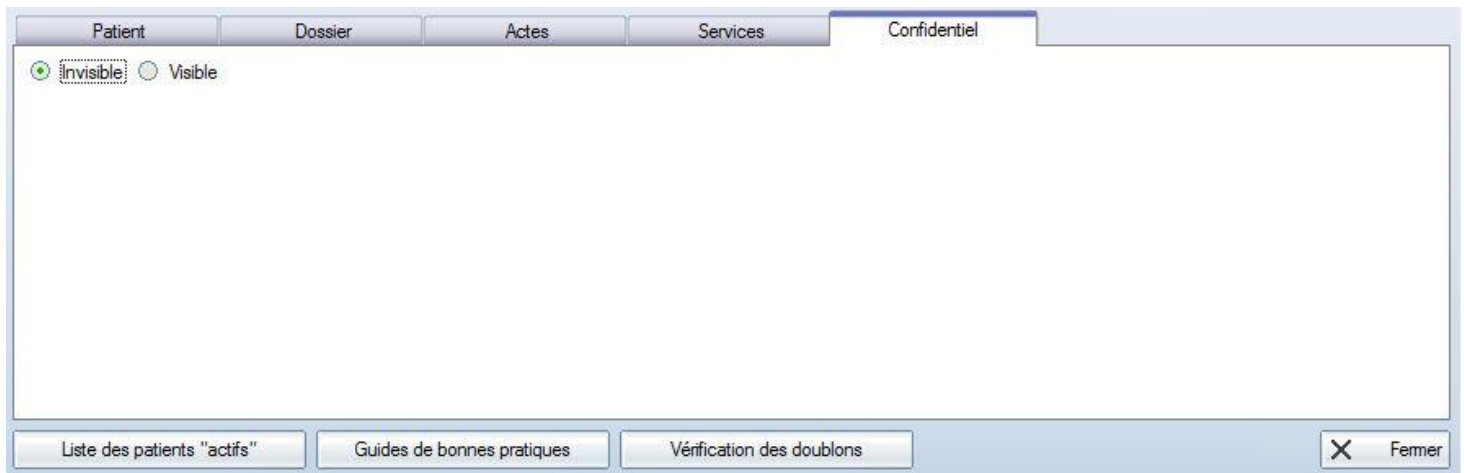 Patient Dossier Actes Services Confidentiel
Invisible Visible
Liste des patients "actifs" Guides de bonnes pratiques Vérification des doublons Fermer